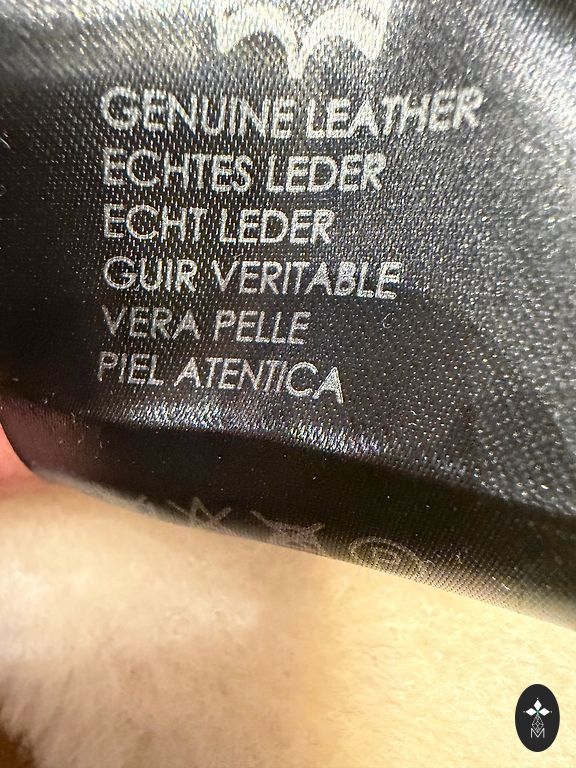 GENUINE LEATHER
ECHTES LEDER
ECHT LEDER
GUIR VERITABLE
VERA PELLE
PIEL ATENTICA
P
M